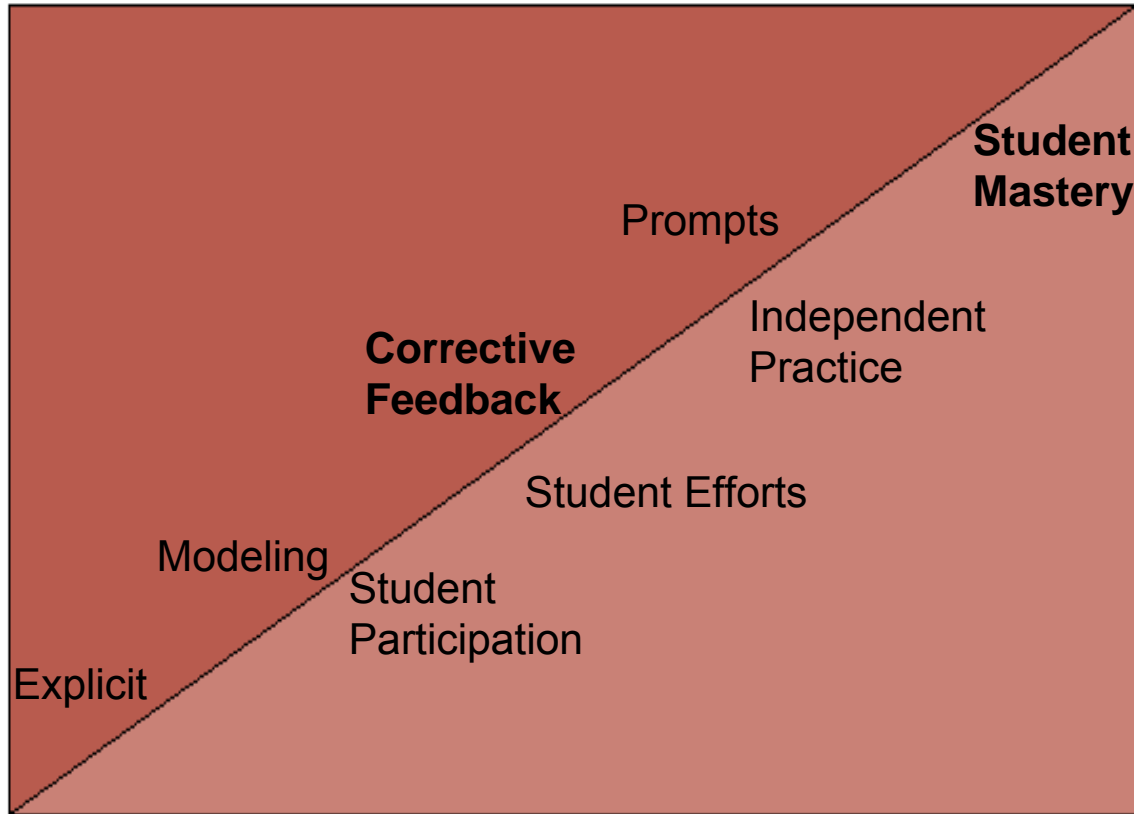 Student
Mastery
Prompts
Independent
Practice
Corrective
Feedback
Student Efforts
Modeling
Student
Participation
Explicit